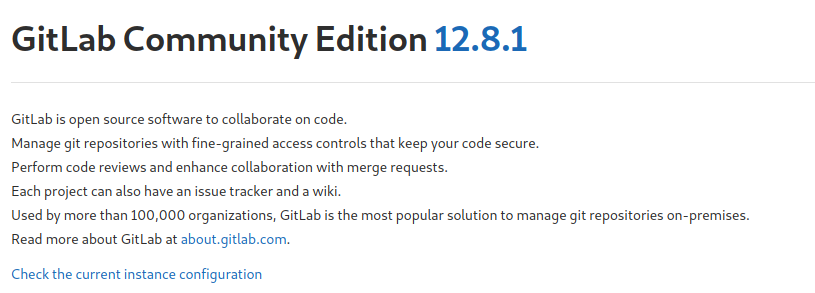 GitLab Community Edition 12.8.1
GitLab is open source software to collaborate on code.
Manage git repositories with fine-grained access controls that keep your code secure.
Perform code reviews and enhance collaboration with merge requests.
Each project can also have an issue tracker and a wiki.
Used by more than 100,000 organizations, GitLab is the most popular solution to manage git repositories on-premises.
Read more about GitLab at about.gitlab.com.
Check the current instance configuration